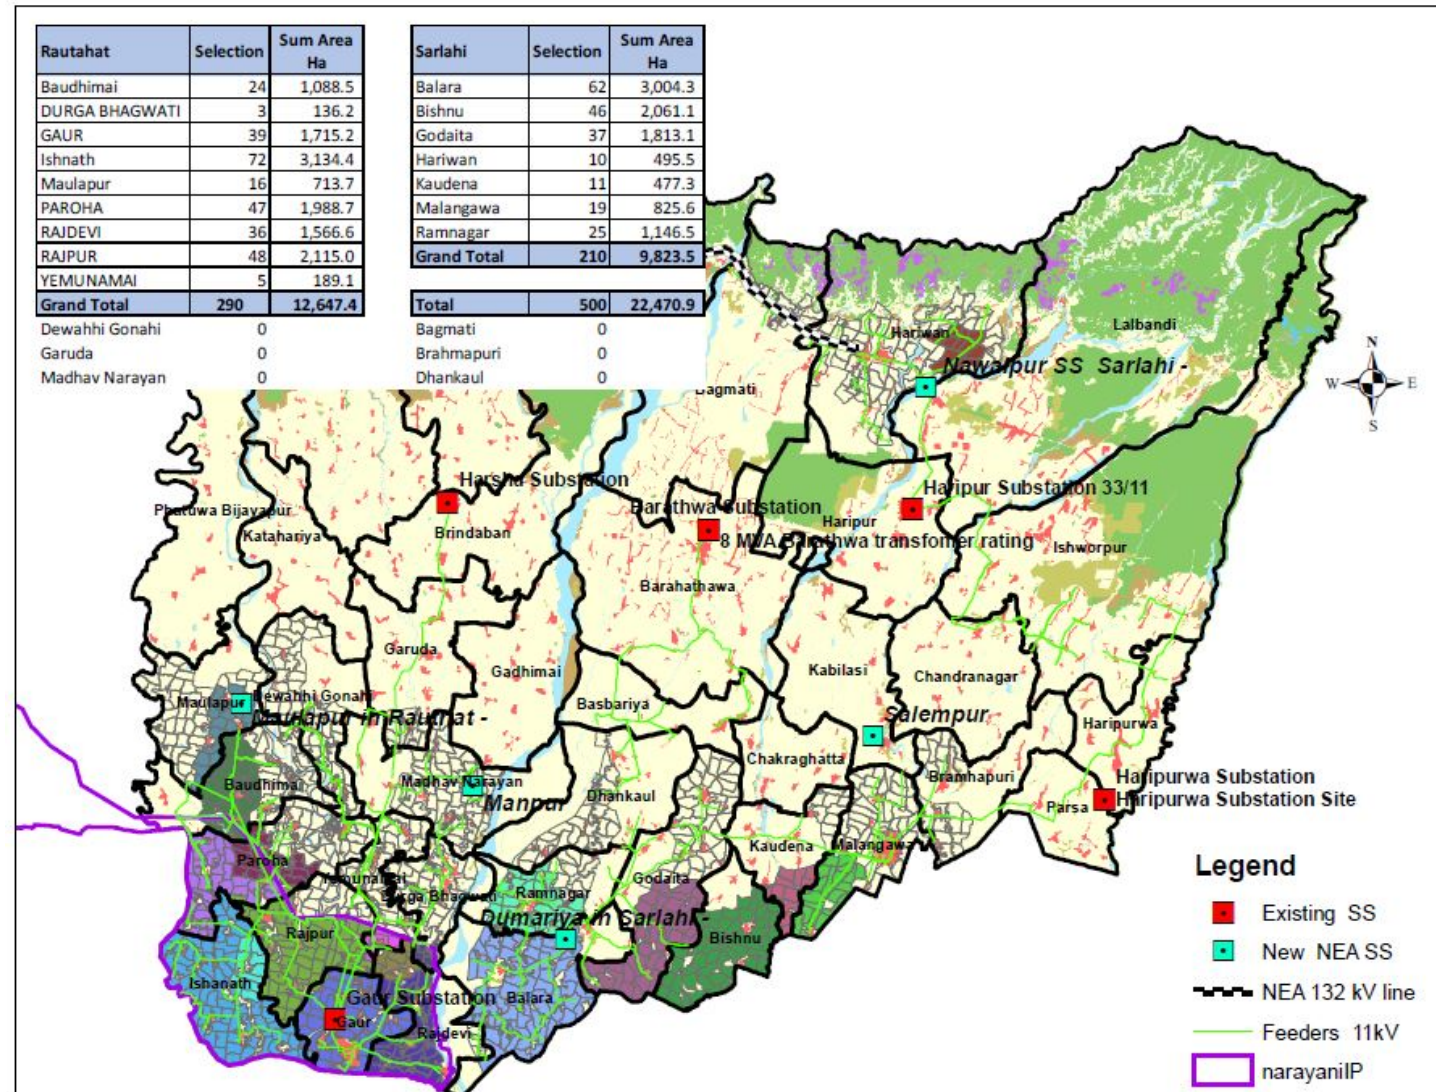 Rautahat Selection Sum Area Ha
Baudhimai 24 1,088.5
DURGA BHAGWATI 3 136.2
GAUR 39 1,715.2
Ishnath 72 3,134.4
Maulapur 16 713.7
PAROHA 47 1,988.7
RAJDEVI 36 1,566.6
RAJPUR 48 2,115.0
YEMUNAMAI 5 189.1
Grand Total 290 12,647.4
Dewahhi Gonahi 0
Garuda 0
Madhav Narayan 0
Sarlahi Selection Sum Area Ha
Balara 62 3,004.3
Bishnu 46 2,061.1
Godaita 37 1,813.1
Hariwan 10 495.5
Kaudena 11 477.3
Malangawa 19 825.6
Ramnagar 25 1,146.5
Grand Total 210 9,823.5
Total 500 22,470.9
Bagmati 0
Brahmapuri 0
Dhankaul 0
Lalbandi
Hariwan
Nawalpur SS Sarlahi -
Bagmati
N
W E
S
Harsha Substation
Phatuwa Bijayapur
Katahariya
Brindaban
Barathwa Substation
8 MVA Barathwa transfomer rating
Haripur Substation 33/11
Haripur
Ishworpur
Barahathawa
Garuda
Gadhimai
Kabilasi
Chandranagar
Basbariya
Maulapur
Dewahhi Gonahi
Maulapur in Rauthat -
Salempur
Haripurwa
Chakraghatta
Bramhapuri
Baudhimai
Madhav Narayan
Manpur
Dhankaul
Haripurwa Substation
Haripurwa Substation Site
Parsa
Kaudena
Malangawa
Paroha
Yemunamai
Durga Bhagwati
Ramnagar
Godaita
Dumariya in Sarlahi -
Rajpur
Bishnu
Ishanath
Gaur Substation
Gaur
Rajdevi
Balara
Legend
Existing SS
New NEA SS
NEA 132 kV line
Feeders 11kV
narayaniIP